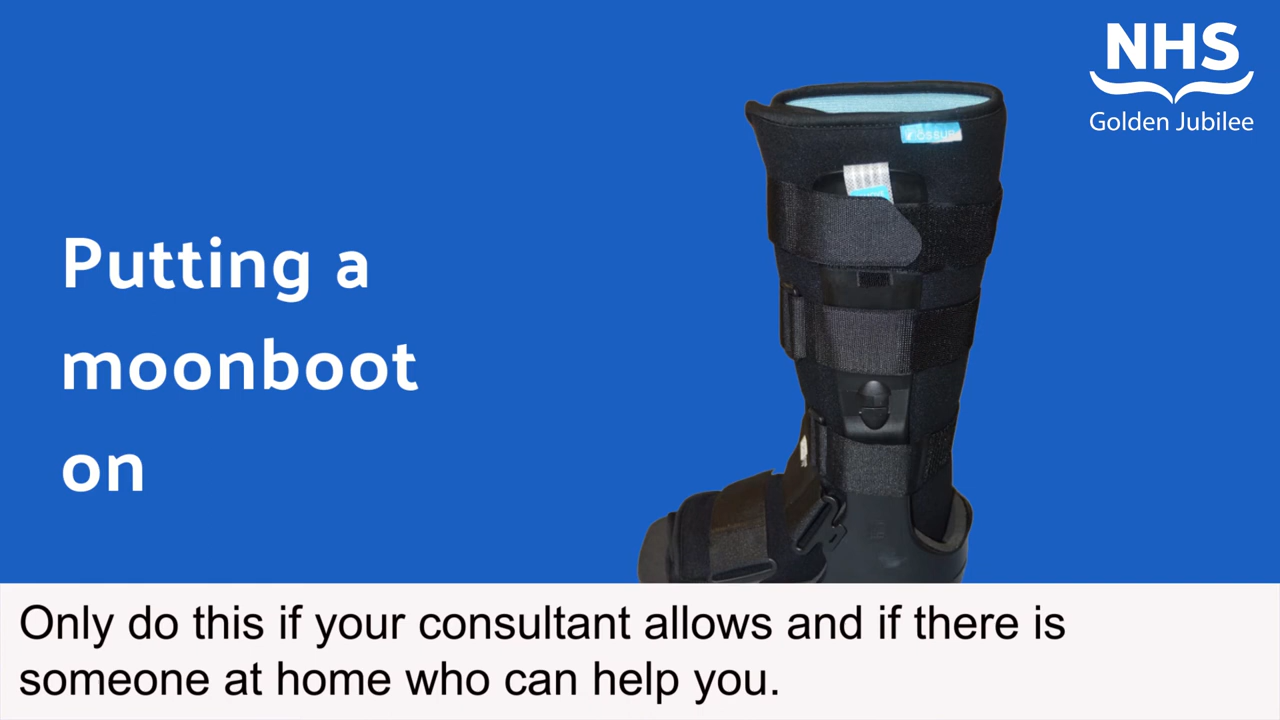 NHS
Golden Jubilee
ossur
Putting a
moonboot
on
Only do this if your consultant allows and if there is
someone at home who can help you.